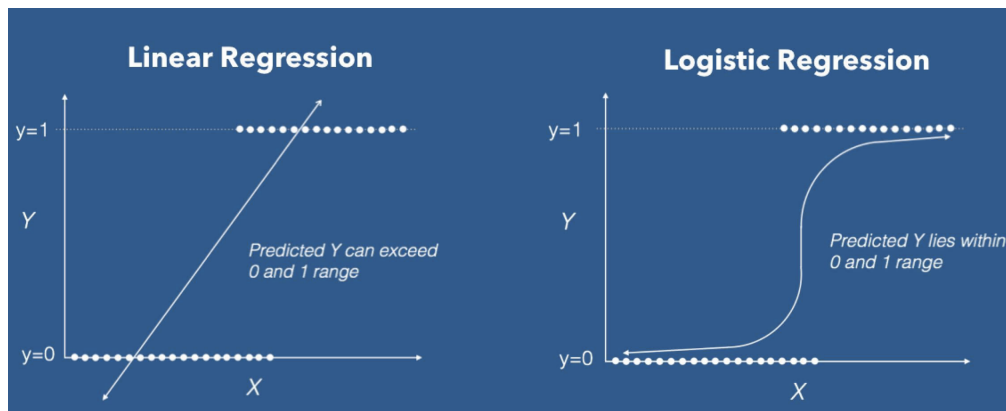 Linear Regression
y=1
Y
Predicted Y can exceed
0 and 1 range
y=0
X
Logistic Regression
y=1
Y
Predicted Y lies within
0 and 1 range
y=0
X